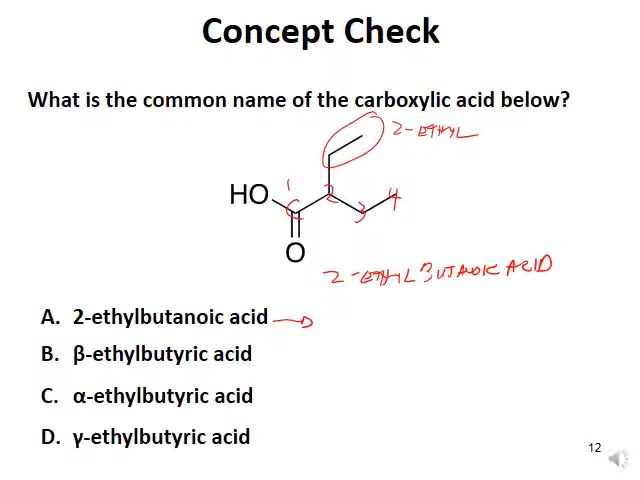 Concept Check
What is the common name of the carboxylic acid below?
2-ETHYL
HO
1
2
3
4
O
2-ETHYL BUTANOIC ACID
A. 2-ethylbutanoic acid
B. β-ethylbutyric acid
C. α-ethylbutyric acid
D. γ-ethylbutyric acid
12